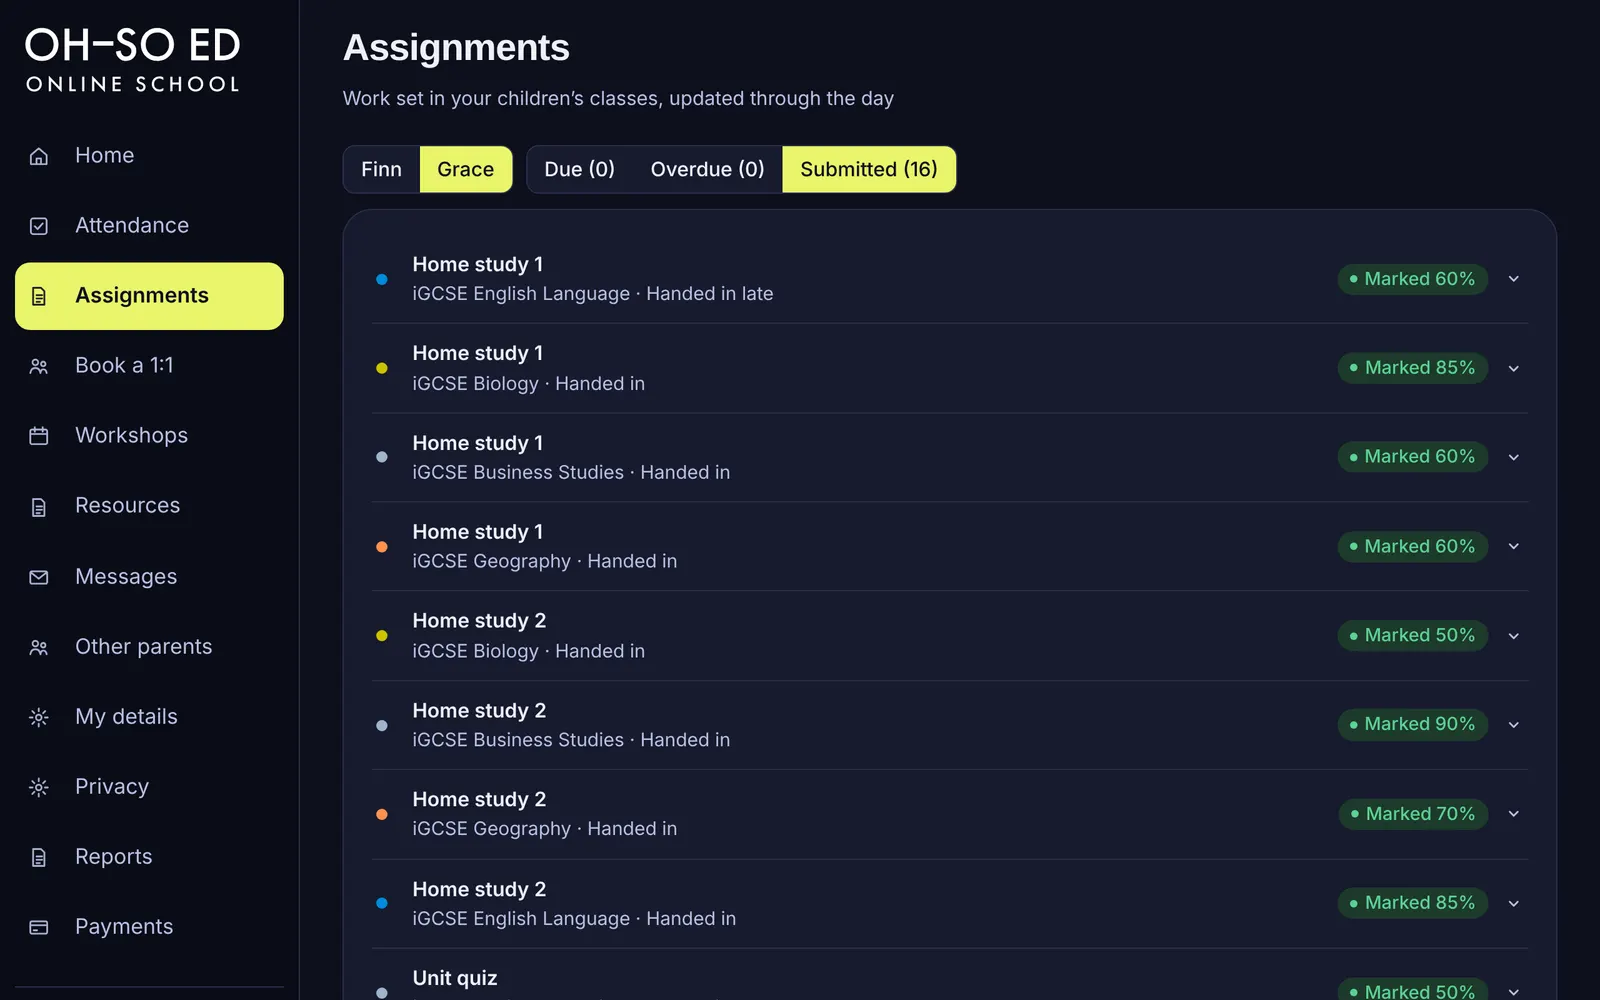 OH-SO ED
ONLINE SCHOOL
Home
Attendance
Assignments
Book a 1:1
Workshops
Resources
Messages
Other parents
My details
Privacy
Reports
Payments
Assignments
Work set in your children’s classes, updated through the day
Finn
Grace
Due (0)
Overdue (0)
Submitted (16)
Home study 1
iGCSE English Language · Handed in late
Marked 60%
Home study 1
iGCSE Biology · Handed in
Marked 85%
Home study 1
iGCSE Business Studies · Handed in
Marked 60%
Home study 1
iGCSE Geography · Handed in
Marked 60%
Home study 2
iGCSE Biology · Handed in
Marked 50%
Home study 2
iGCSE Business Studies · Handed in
Marked 90%
Home study 2
iGCSE Geography · Handed in
Marked 70%
Home study 2
iGCSE English Language · Handed in
Marked 85%
Unit quiz
Marked 50%